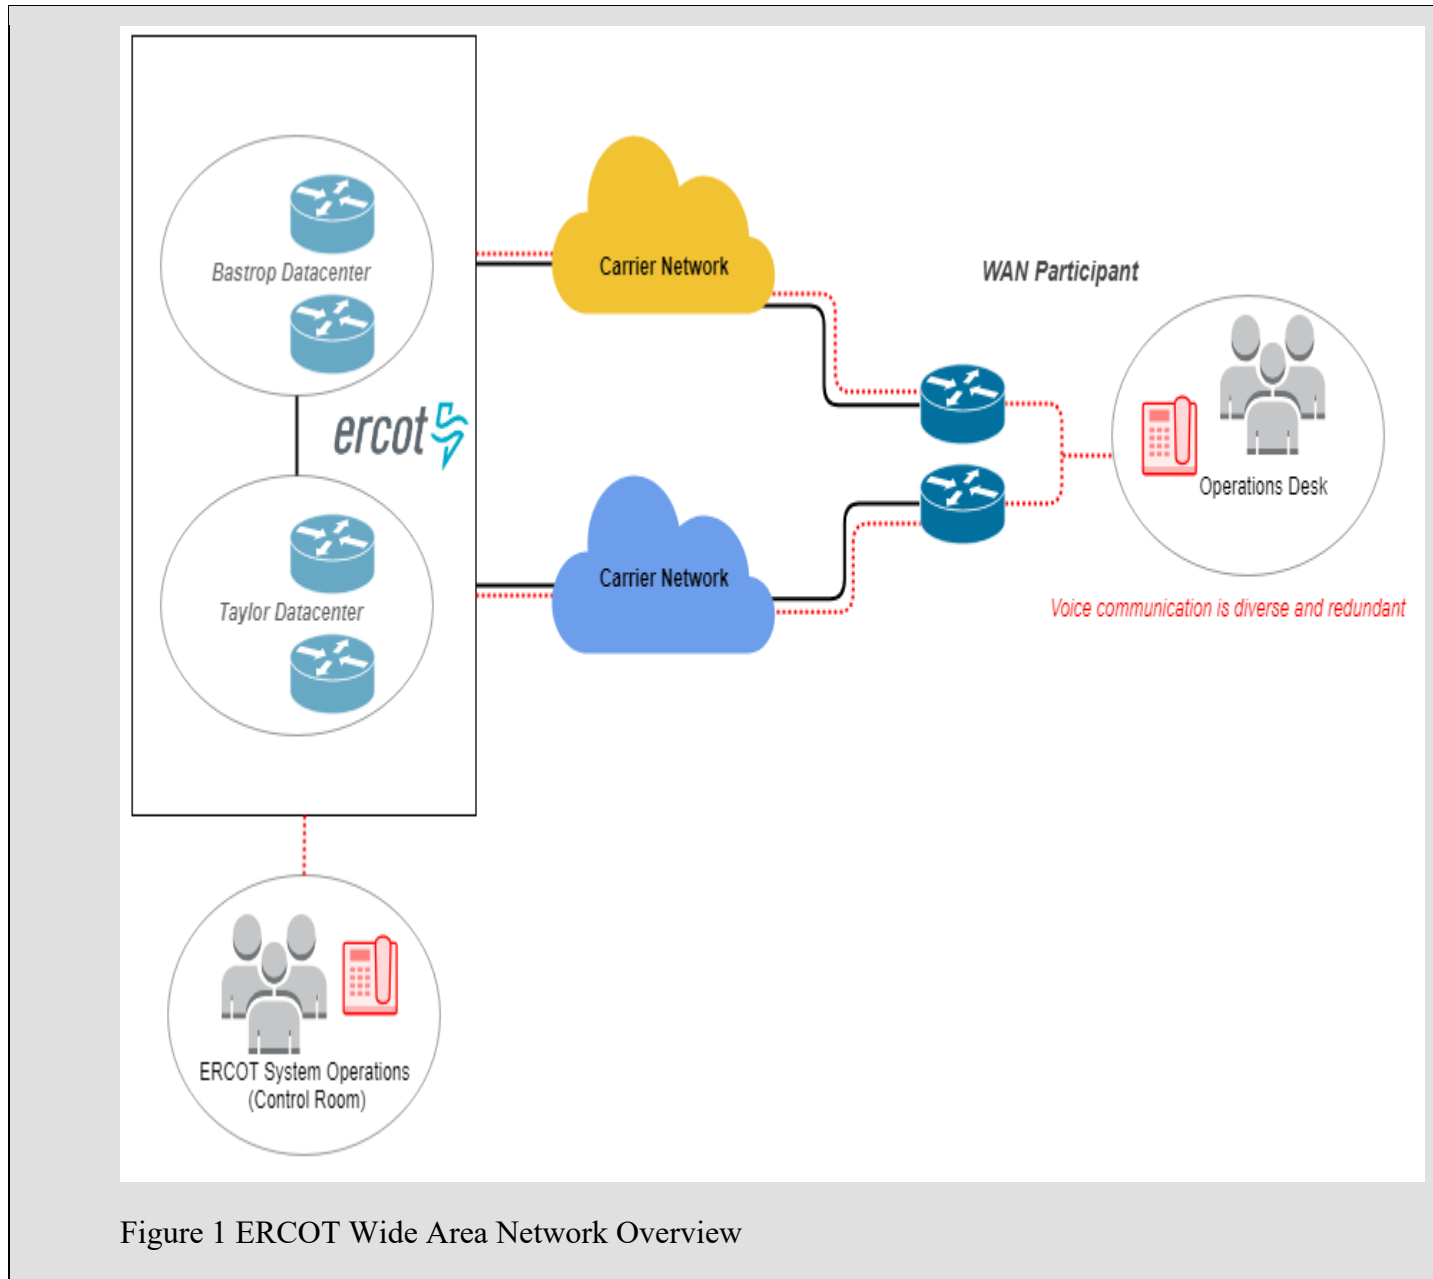 Bastrop Datacenter
ercot
Taylor Datacenter
Carrier Network
Carrier Network
WAN Participant
Operations Desk
Voice communication is diverse and redundant
ERCOT System Operations
(Control Room)
Figure 1 ERCOT Wide Area Network Overview